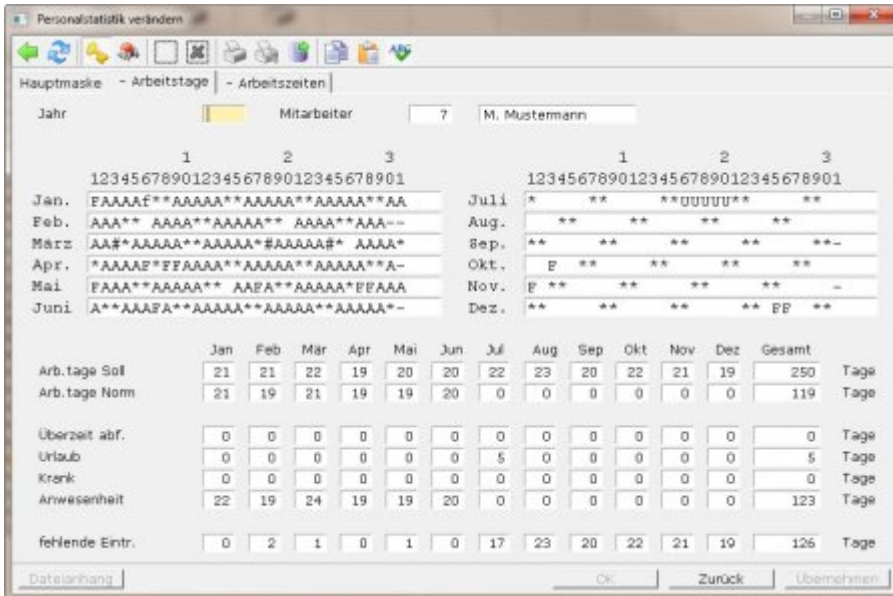 Personalstatistik verändern
Hauptmaske - Arbeitstage - Arbeitszeiten
Jahr Mitarbeiter 7 M. Mustermann
1 2 3 1 2 3
1234567890123456789012345678901 1234567890123456789012345678901
Jan. FAAAAf**AAAAA**AAAAA**AAAAA**AA Juli * ** **UUUUU** **
Feb. AAA** AAAA**AAAAA** AAAA**AAA-- Aug. ** ** ** **
März AA#*AAAAA**AAAAA*#AAAAA#* AAAA* Sep. ** ** ** ** **-
Apr. *AAAAF*FFAAAA**AAAAA**AAAAA**A- Okt. F ** ** ** **
Mai FAAA**AAAAA** AAFA**AAAAA*FFAAA Nov. F ** ** ** ** -
Juni A**AAAFA**AAAAA**AAAAA**AAAAA*- Dez. ** ** ** ** FF **
Jan Feb Mär Apr Mai Jun Jul Aug Sep Okt Nov Dez Gesamt
Arb.tage Soll 21 21 22 19 20 20 22 23 20 22 21 19 250 Tage
Arb.tage Norm 21 19 21 19 19 20 0 0 0 0 0 0 119 Tage
Überzeit abf. 0 0 0 0 0 0 0 0 0 0 0 0 0 Tage
Urlaub 0 0 0 0 0 0 5 0 0 0 0 0 5 Tage
Krank 0 0 0 0 0 0 0 0 0 0 0 0 0 Tage
Anwesenheit 22 19 24 19 19 20 0 0 0 0 0 0 123 Tage
fehlende Eintr. 0 2 1 0 1 0 17 23 20 22 21 19 126 Tage
Dateianhang OK Zurück Übernehmen